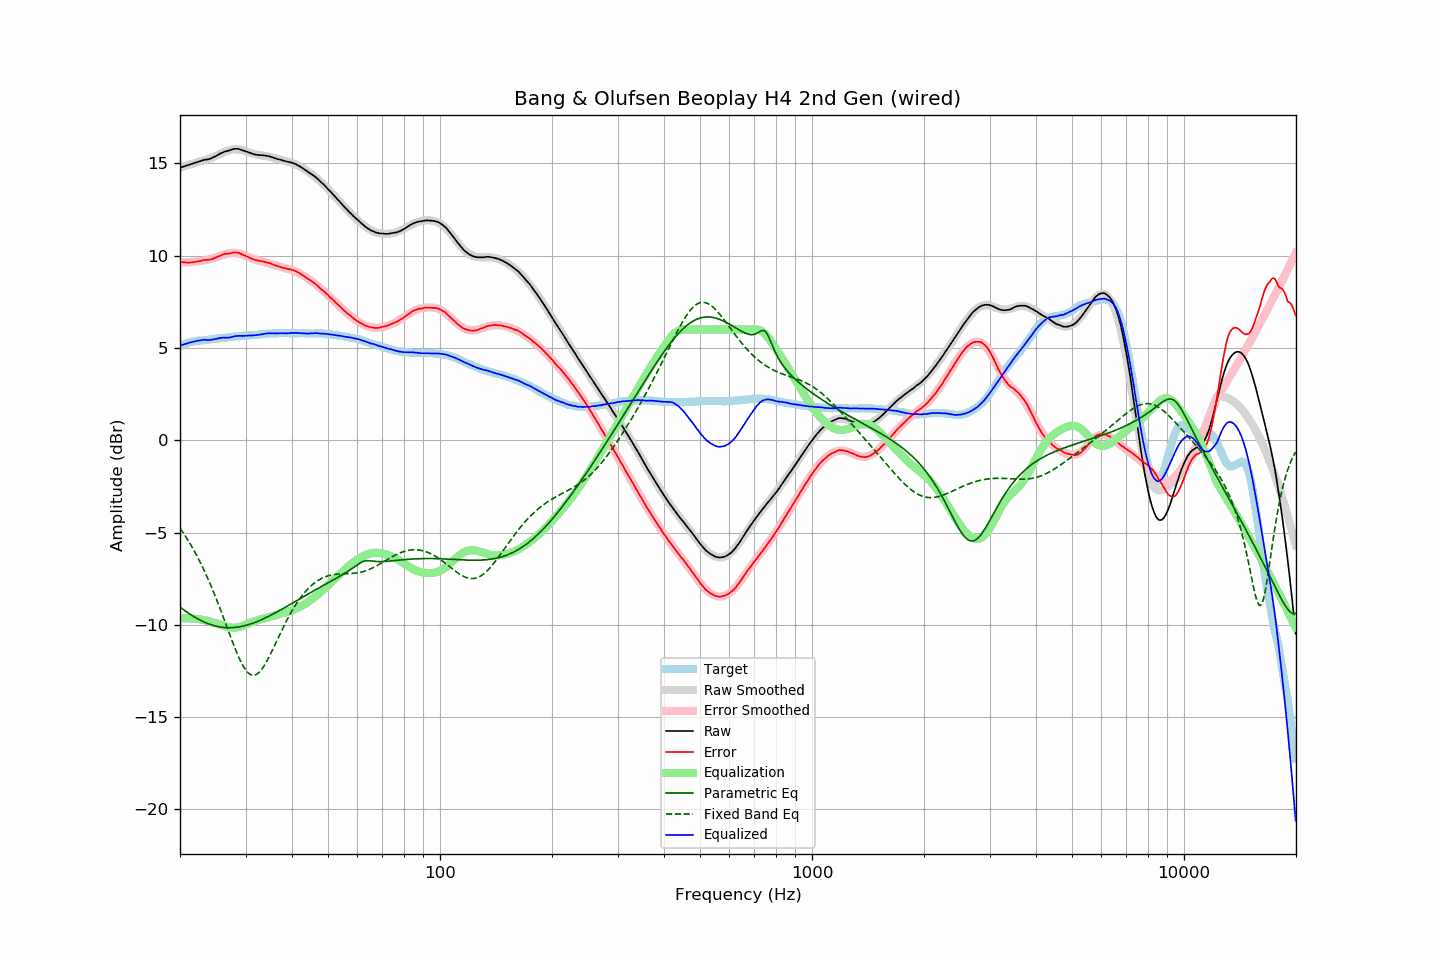 Bang & Olufsen Beoplay H4 2nd Gen (wired)
15
10
5
0
−5
−10
−15
−20
Amplitude (dBr)
Target
Raw Smoothed
Error Smoothed
Raw
Error
Equalization
Parametric Eq
Fixed Band Eq
Equalized
100
1000
10000
Frequency (Hz)